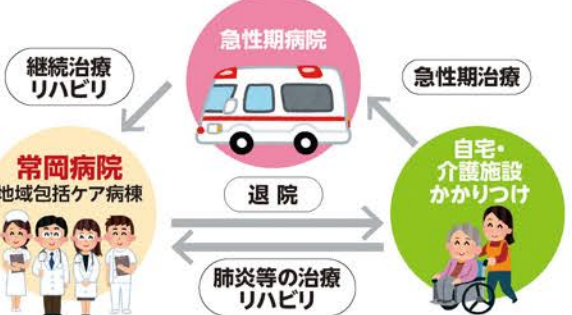 急性期病院
継続治療
リハビリ
急性期治療
常岡病院
地域包括ケア病棟
自宅・
介護施設
かかりつけ
退院
肺炎等の治療
リハビリ